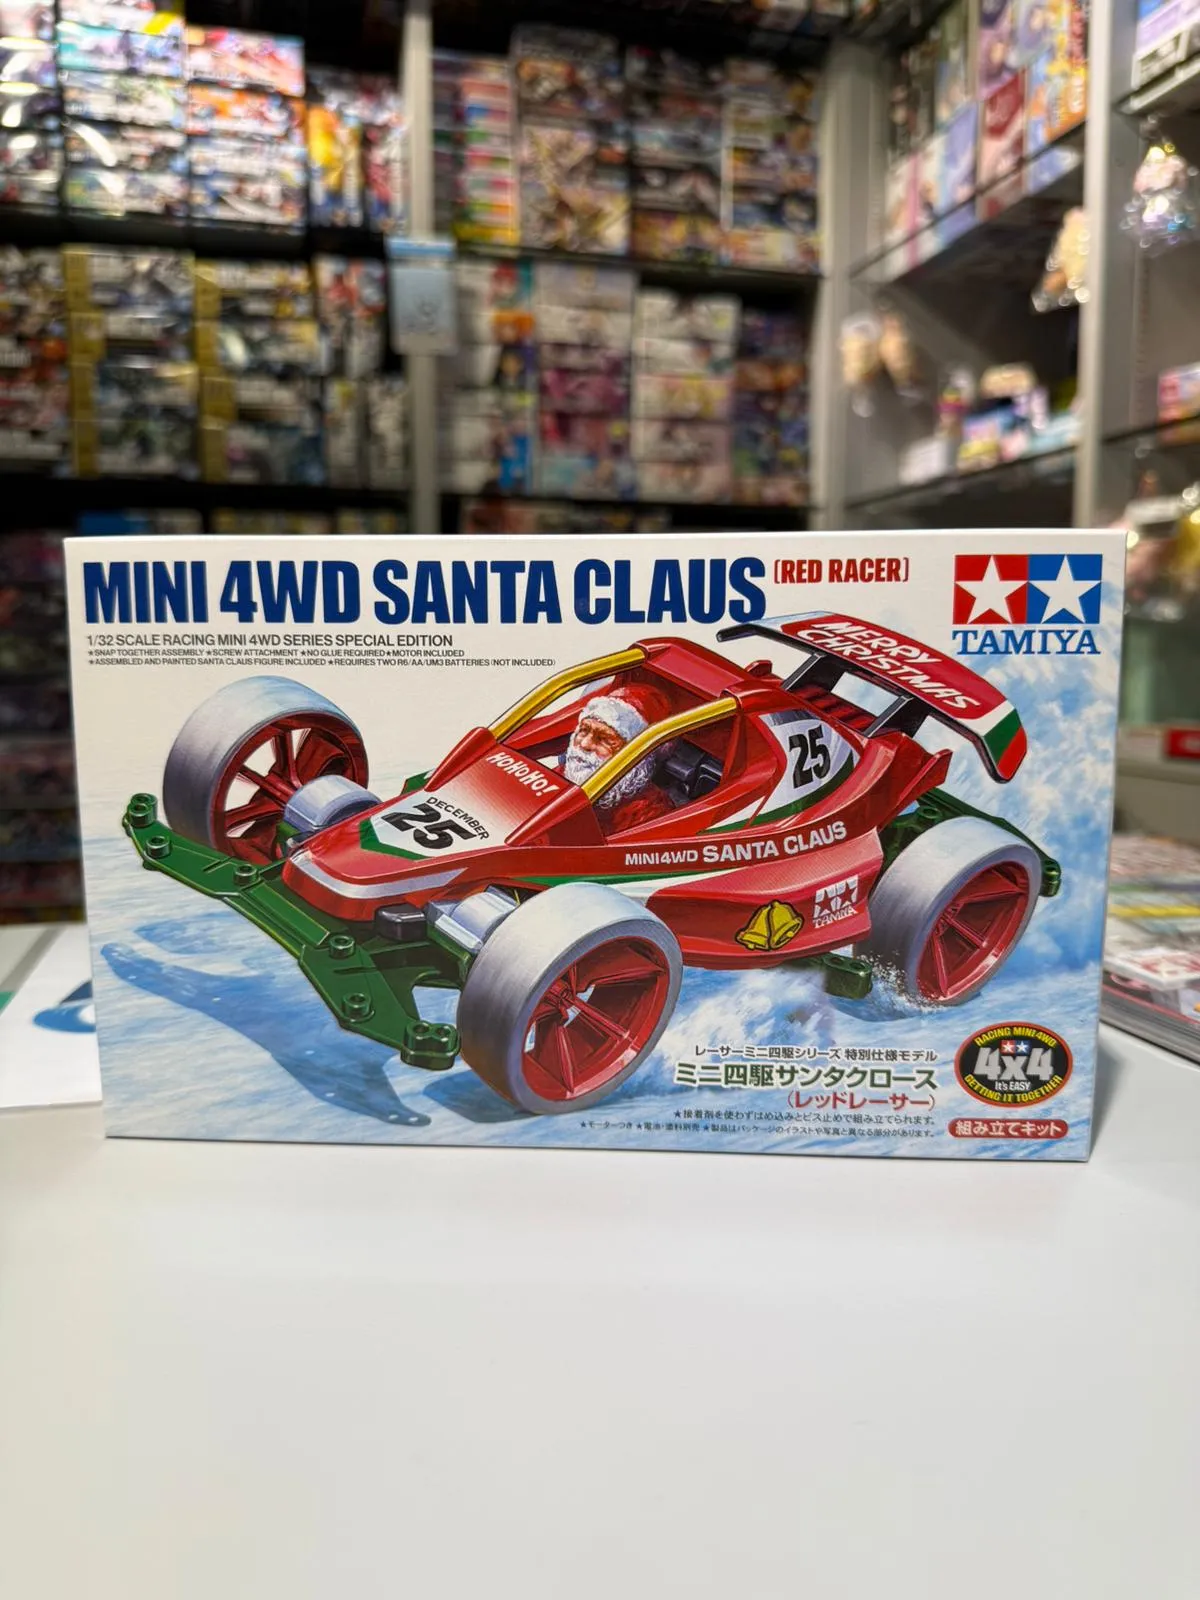 MINI 4WD SANTA CLAUS [RED RACER]
TAMIYA
1/32 SCALE RACING MINI 4WD SERIES SPECIAL EDITION
★SNAP TOGETHER ASSEMBLY ★SCREW ATTACHMENT ★NO GLUE REQUIRED ★MOTOR INCLUDED
★ASSEMBLED AND PAINTED SANTA CLAUS FIGURE INCLUDED ★REQUIRES TWO R6/AA/UM3 BATTERIES (NOT INCLUDED)
MERRY
CHRISTMAS
25
HOHOHO!
DECEMBER
25
MINI4WD SANTA CLAUS
TAMIYA
レーサーミニ四駆シリーズ 特別仕様モデル
ミニ四駆サンタクロース
(レッドレーサー)
★接着剤を使わずはめ込みとビス止めで組み立てられます。
★モーターつき ★電池・塗料別売 ★製品はパッケージのイラストや写真と異なる部分があります。
RACING MINI 4WD
4x4
It's EASY
GETTING IT TOGETHER
組み立てキット